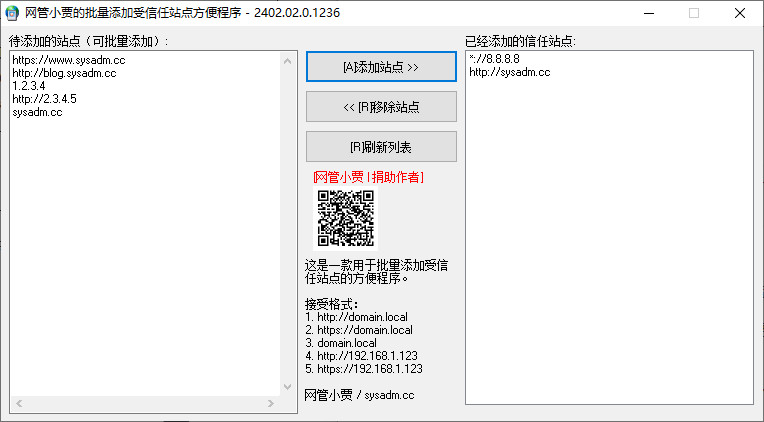 网管小贾的批量添加受信任站点方便程序 - 2402.02.0.1236
待添加的站点（可批量添加）:
https://www.sysadm.cc
http://blog.sysadm.cc
1.2.3.4
http://2.3.4.5
sysadm.cc
[A]添加站点 >>
<< [R]移除站点
[R]刷新列表
[网管小贾 | 捐助作者]
这是一款用于批量添加受信
任站点的方便程序。
接受格式：
1. http://domain.local
2. https://domain.local
3. domain.local
4. http://192.168.1.123
5. https://192.168.1.123
网管小贾 / sysadm.cc
已经添加的信任站点:
*://8.8.8.8
http://sysadm.cc